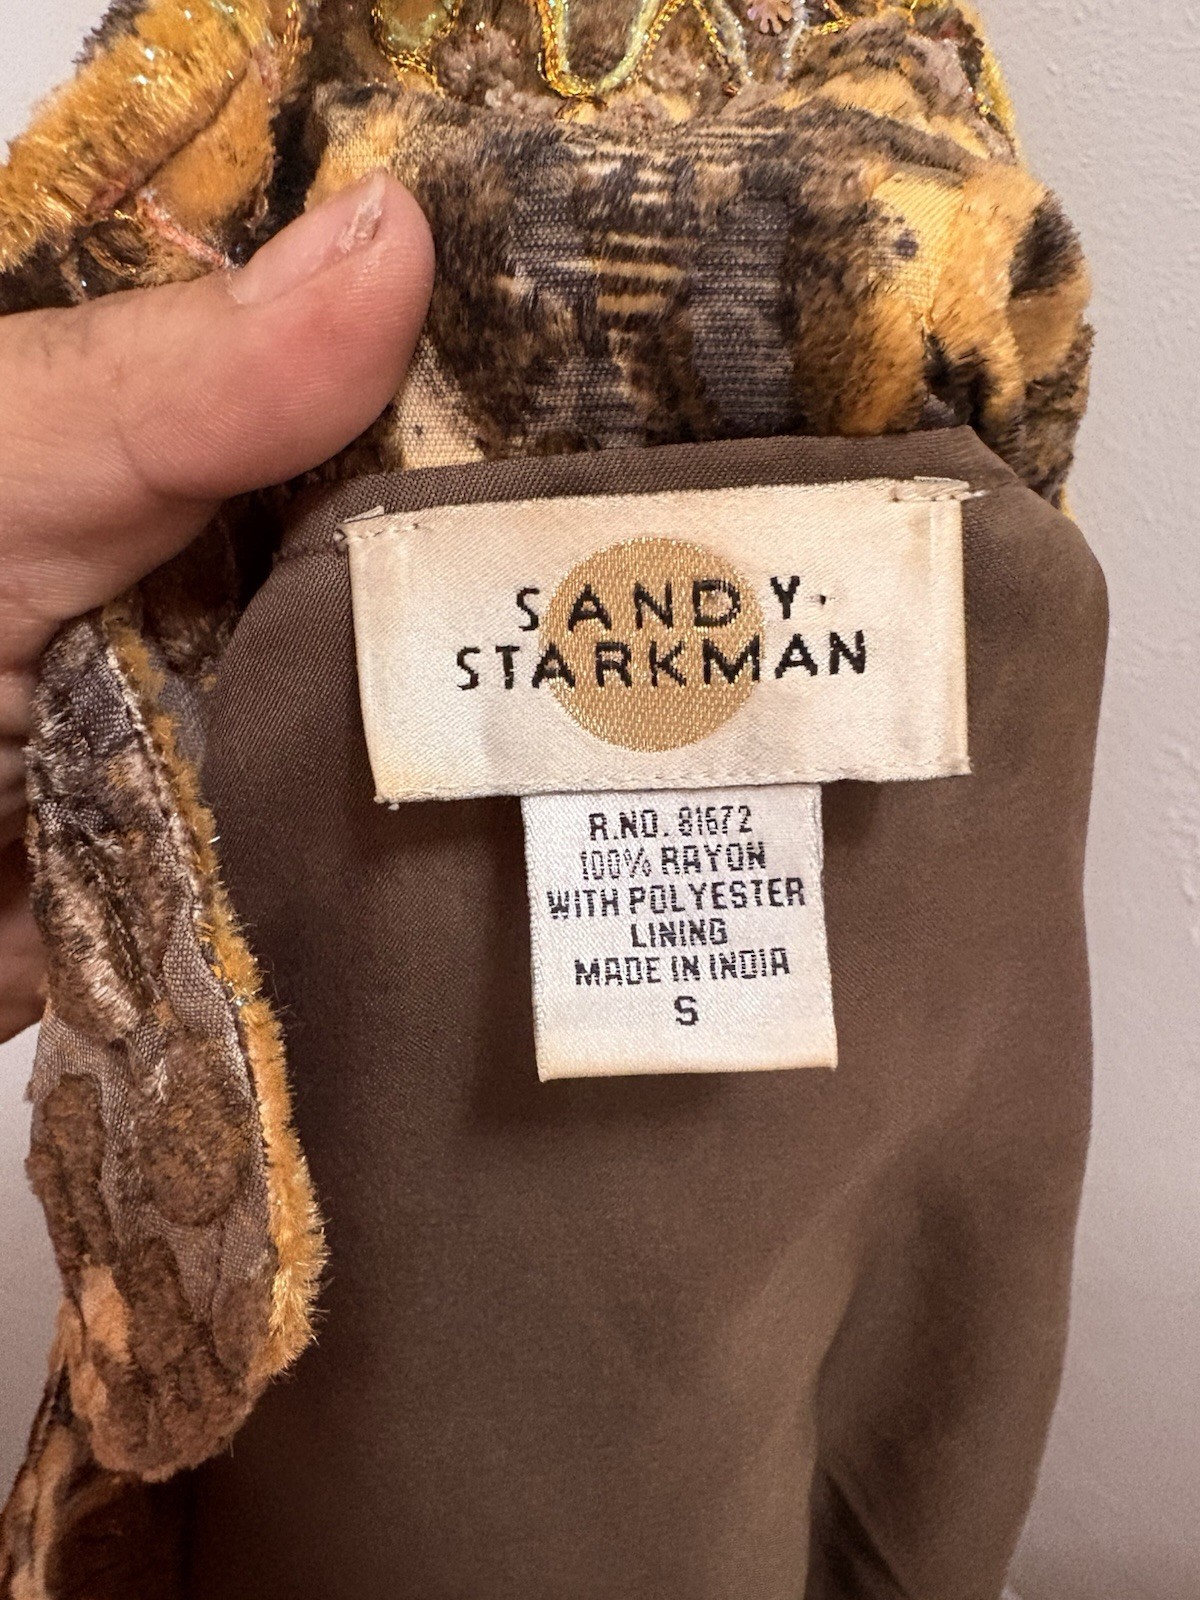 SANDY
STARKMAN
R.NO. 81672
100% RAYON
WITH POLYESTER
LINING
MADE IN INDIA
S